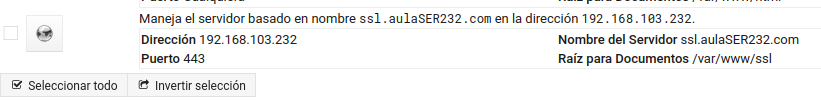 Maneja el servidor basado en nombre ssl.aulaSER232.com en la dirección 192.168.103.232.
Dirección 192.168.103.232 Nombre del Servidor ssl.aulaSER232.com
Puerto 443 Raíz para Documentos /var/www/ssl
Seleccionar todo Invertir selección